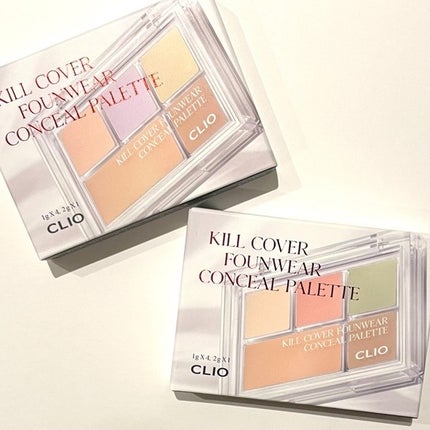 KILL COVER
FOUNWEAR
CONCEAL PALETTE
KILL COVER FOUNWEAR
CONCEAL PALETTE
CLIO
1g X 4, 2g X 1
CLIO
KILL COVER
FOUNWEAR
CONCEAL PALETTE
KILL COVER FOUNWEAR
CONCEAL PALETTE
CLIO
1g X 4, 2g X 1
CLIO